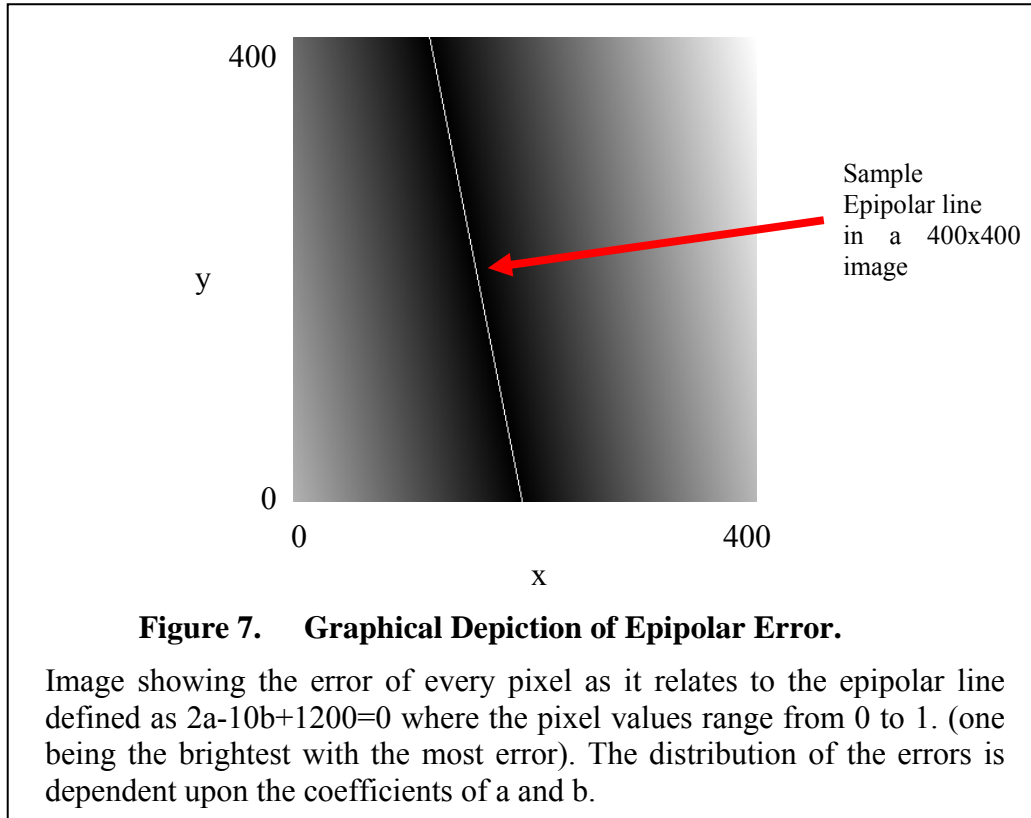 400
Sample
Epipolar line
in a 400x400
image
y
0
0 400
x
Figure 7. Graphical Depiction of Epipolar Error.
Image showing the error of every pixel as it relates to the epipolar line
defined as 2a-10b+1200=0 where the pixel values range from 0 to 1. (one
being the brightest with the most error). The distribution of the errors is
dependent upon the coefficients of a and b.